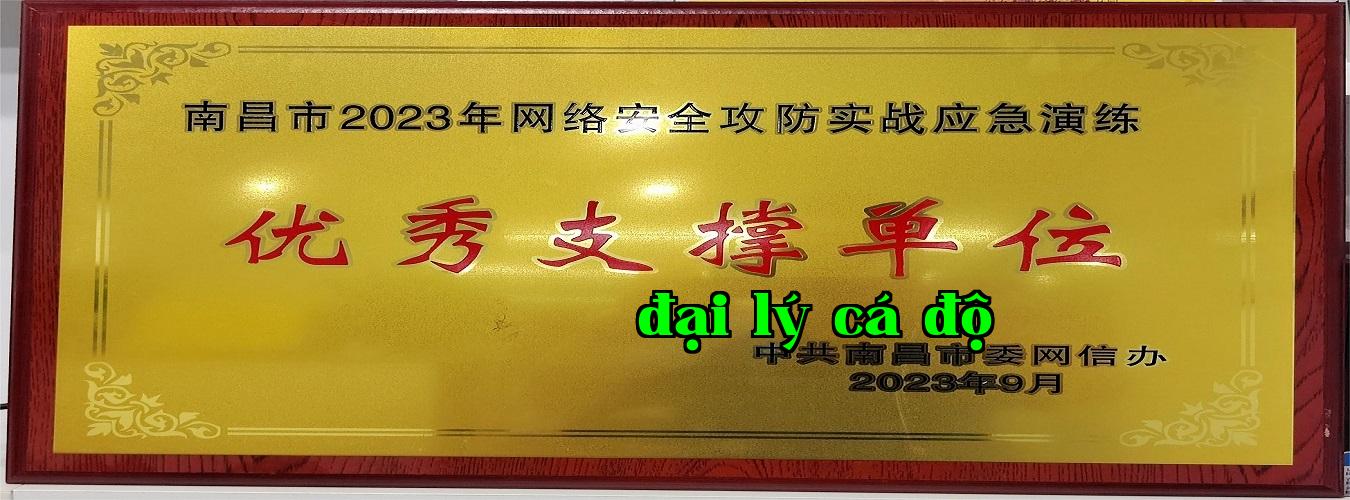 南昌市2023年网络安全攻防实战应急演练
优秀支撑单位
đại lý cá độ
中共南昌市委网信办
2023年9月